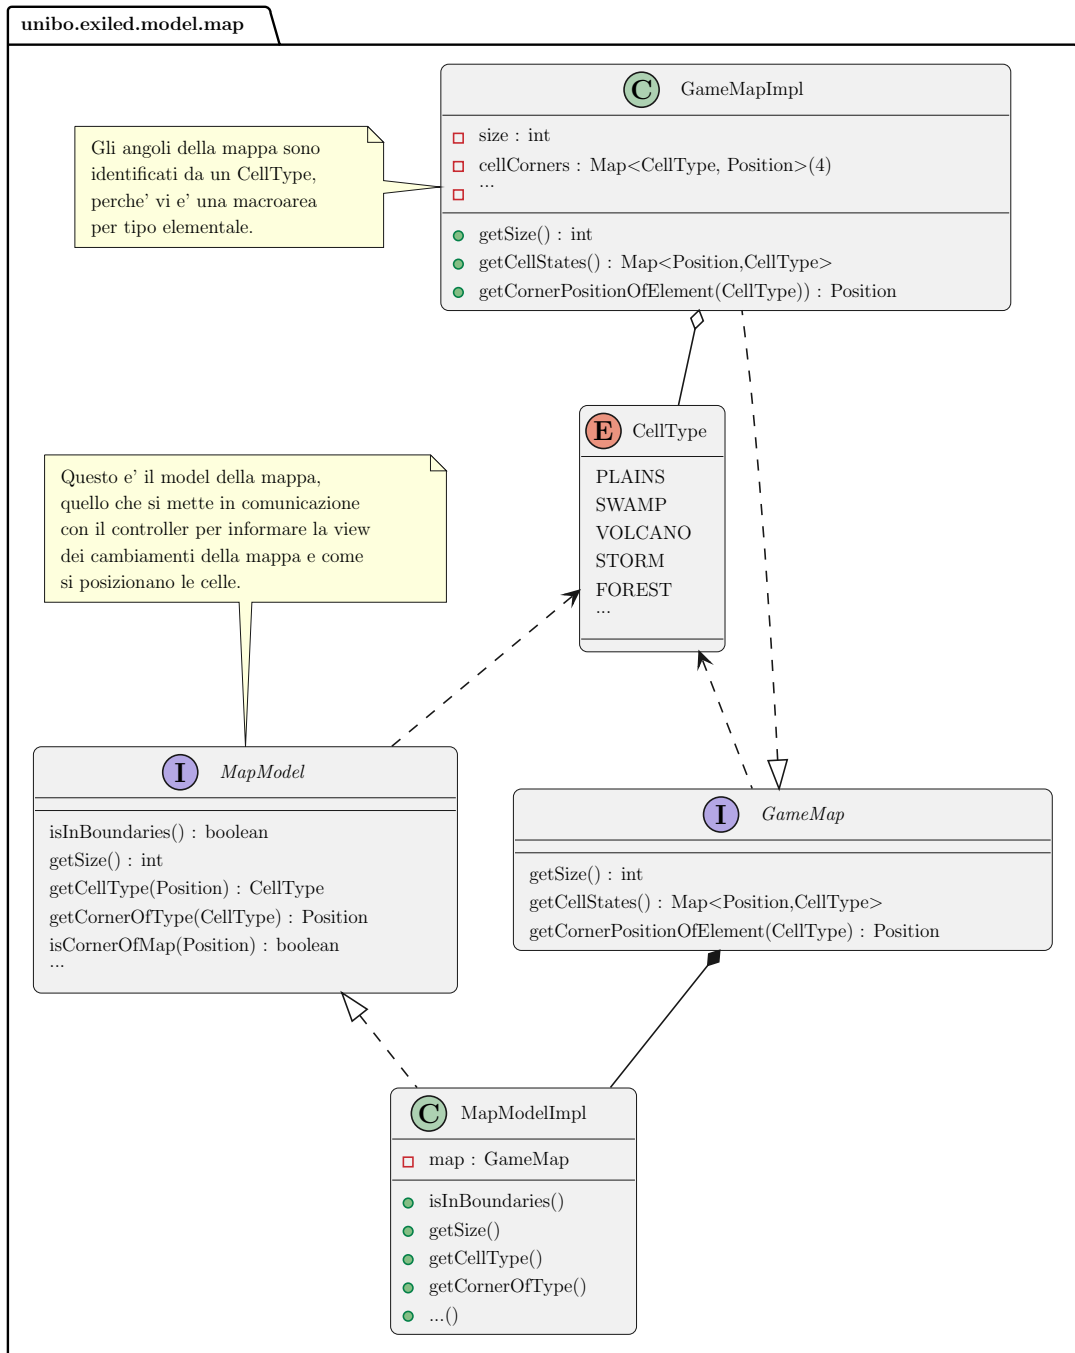 unibo.exiled.model.map
C GameMapImpl
size : int
cellCorners : Map<CellType, Position>(4)
...
getSize() : int
getCellStates() : Map<Position,CellType>
getCornerPositionOfElement(CellType)) : Position
Gli angoli della mappa sono
identificati da un CellType,
perche' vi e' una macroarea
per tipo elementale.
E CellType
PLAINS
SWAMP
VOLCANO
STORM
FOREST
...
Questo e' il model della mappa,
quello che si mette in comunicazione
con il controller per informare la view
dei cambiamenti della mappa e come
si posizionano le celle.
I MapModel
isInBoundaries() : boolean
getSize() : int
getCellType(Position) : CellType
getCornerOfType(CellType) : Position
isCornerOfMap(Position) : boolean
...
I GameMap
getSize() : int
getCellStates() : Map<Position,CellType>
getCornerPositionOfElement(CellType) : Position
C MapModelImpl
map : GameMap
isInBoundaries()
getSize()
getCellType()
getCornerOfType()
...()